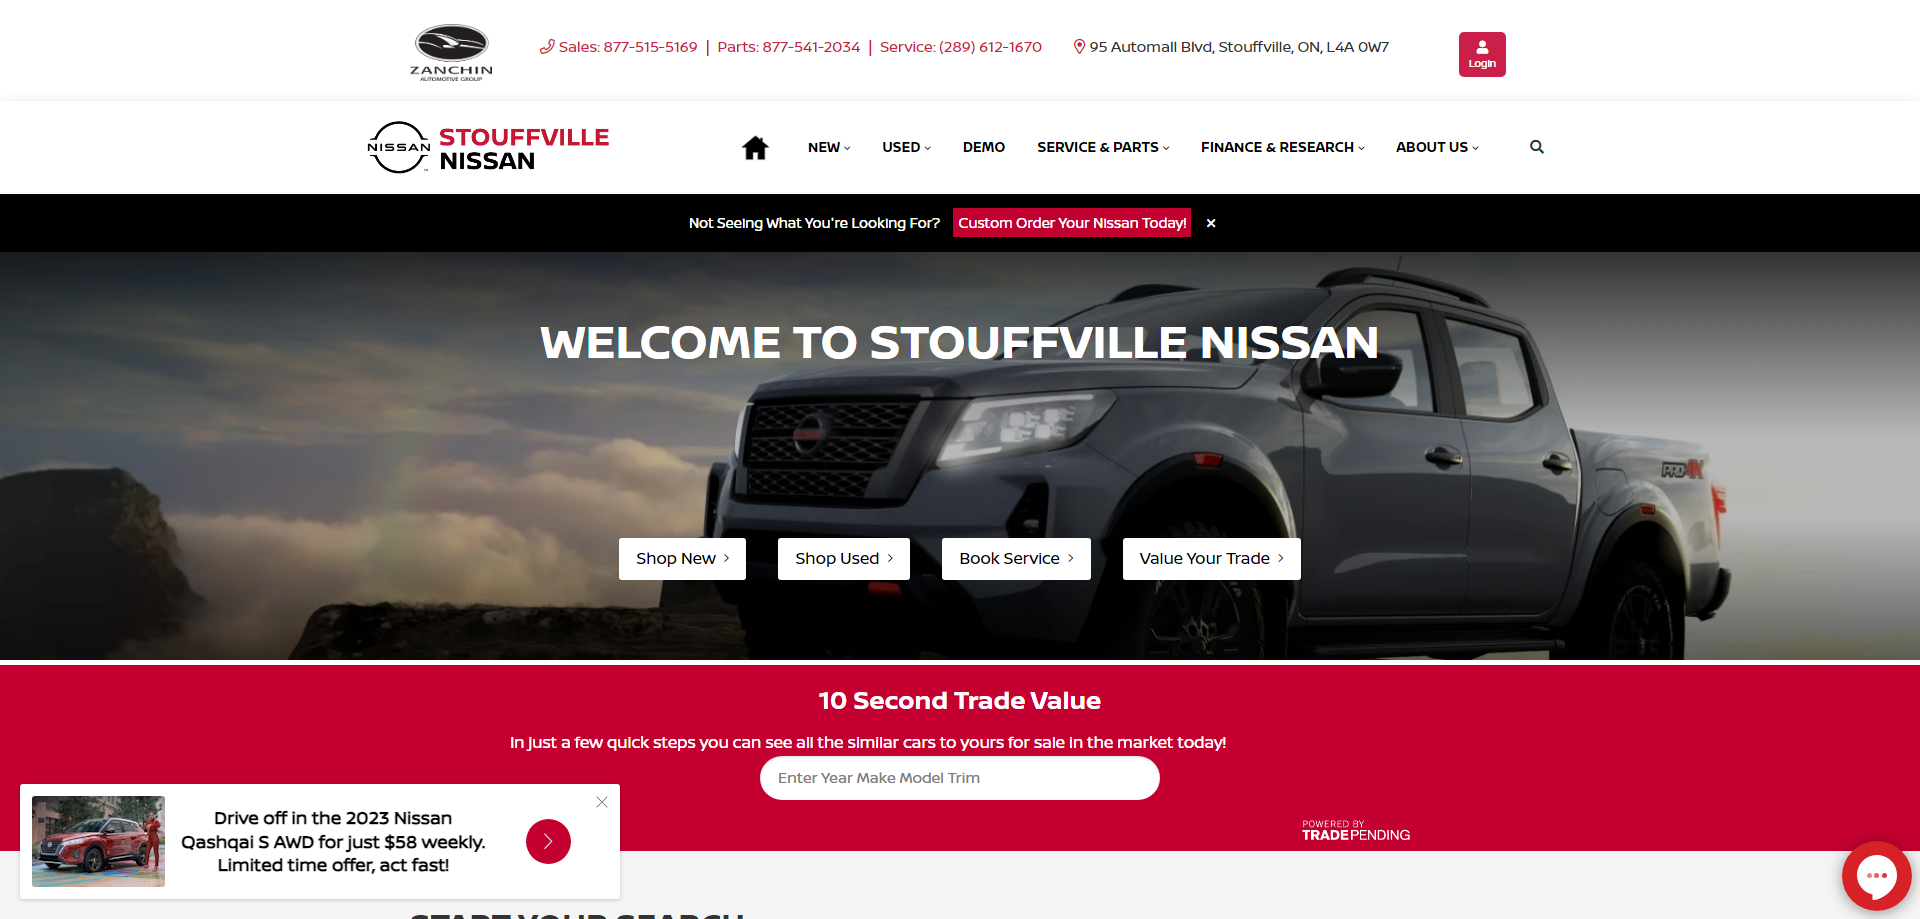 ZANCHIN
AUTOMOTIVE GROUP
Sales: 877-515-5169 | Parts: 877-541-2034 | Service: (289) 612-1670
95 Automall Blvd, Stouffville, ON, L4A 0W7
Login
NISSAN
STOUFFVILLE
NISSAN
NEW
USED
DEMO
SERVICE & PARTS
FINANCE & RESEARCH
ABOUT US
Not Seeing What You're Looking For?
Custom Order Your Nissan Today!
WELCOME TO STOUFFVILLE NISSAN
PRO-4X
Shop New
Shop Used
Book Service
Value Your Trade
10 Second Trade Value
In just a few quick steps you can see all the similar cars to yours for sale in the market today!
Enter Year Make Model Trim
POWERED BY
TRADEPENDING
Drive off in the 2023 Nissan
Qashqai S AWD for just $58 weekly.
Limited time offer, act fast!
START YOUR SEARCH